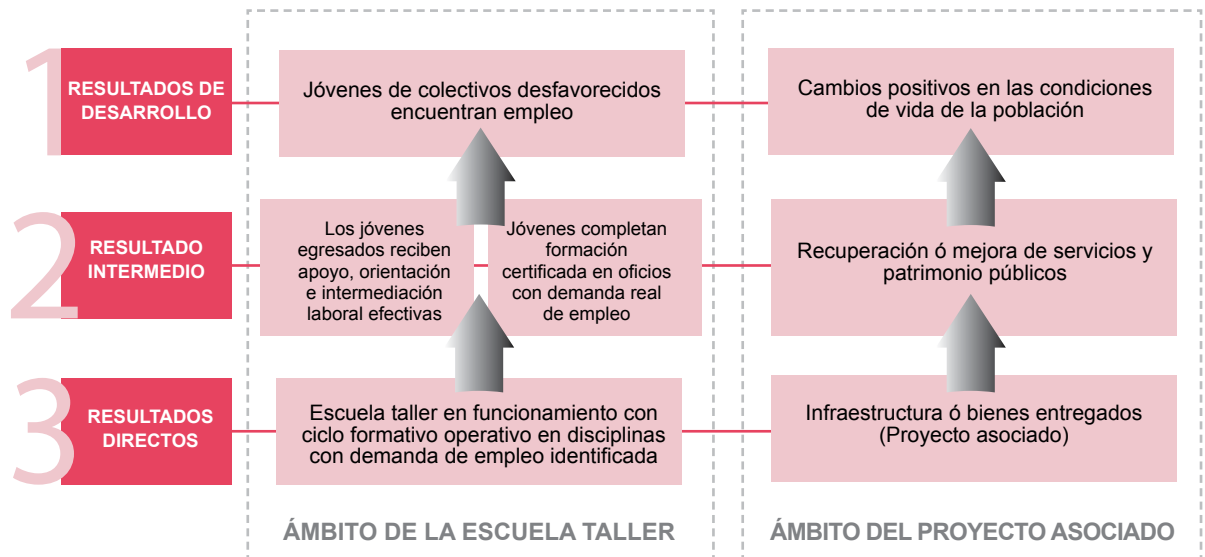 1
RESULTADOS DE
DESARROLLO
Jóvenes de colectivos desfavorecidos
encuentran empleo
Cambios positivos en las condiciones
de vida de la población
2
RESULTADO
INTERMEDIO
Los jóvenes
egresados reciben
apoyo, orientación
e intermediación
laboral efectivas
Jóvenes completan
formación
certificada en oficios
con demanda real
de empleo
Recuperación ó mejora de servicios y
patrimonio públicos
3
RESULTADOS
DIRECTOS
Escuela taller en funcionamiento con
ciclo formativo operativo en disciplinas
con demanda de empleo identificada
Infraestructura ó bienes entregados
(Proyecto asociado)
ÁMBITO DE LA ESCUELA TALLER
ÁMBITO DEL PROYECTO ASOCIADO